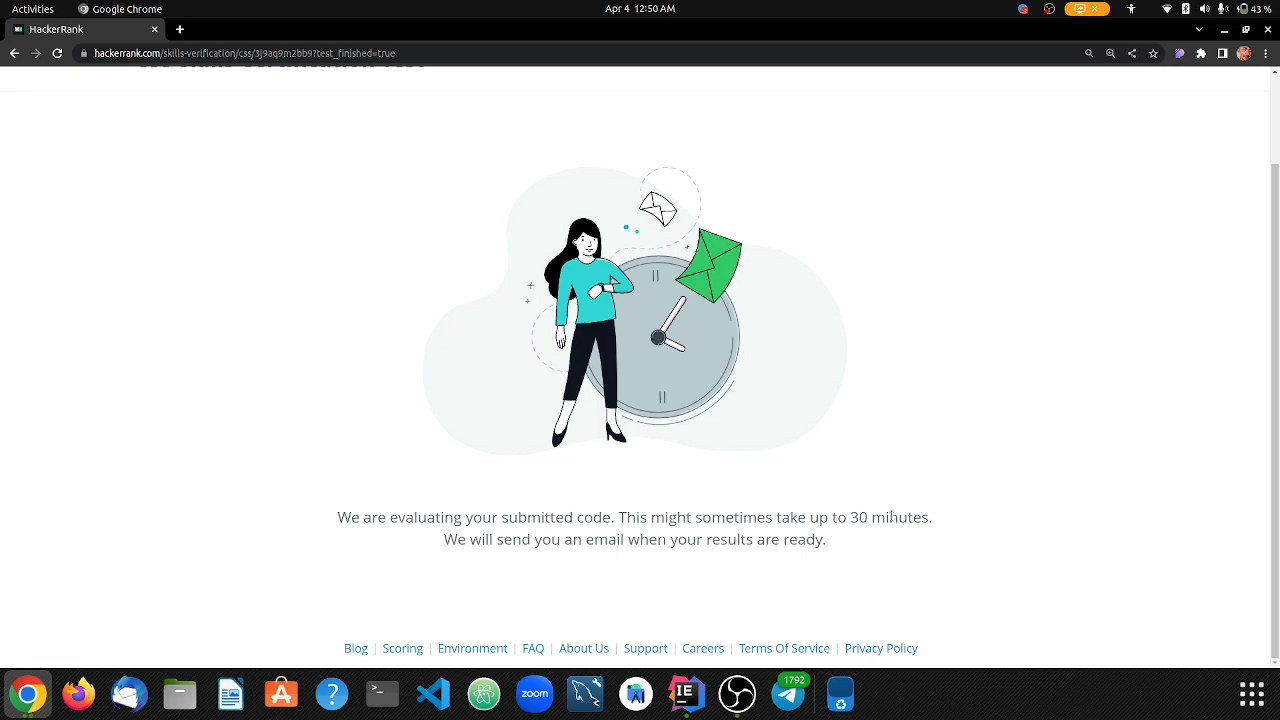 Activities
Google Chrome
Apr 4 12:50 AM
43 %
HackerRank
hackerrank.com/skills-verification/css/3j9aq9m2bb9?test_finished=true
We are evaluating your submitted code. This might sometimes take up to 30 minutes.
We will send you an email when your results are ready.
Blog | Scoring | Environment | FAQ | About Us | Support | Careers | Terms Of Service | Privacy Policy
zoom
IE
1792